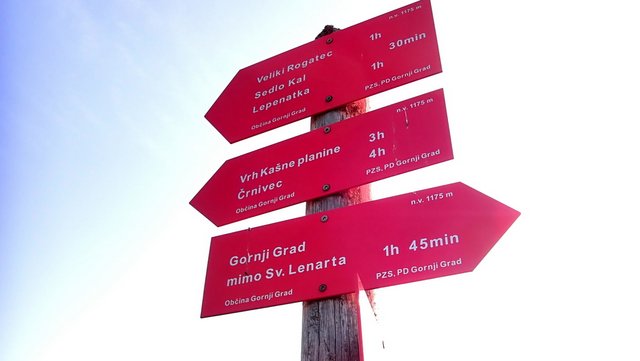 n.v. 1175 m
Veliki Rogatec 1h
Sedlo Kal 30min
Lepenatka 1h
Občina Gornji Grad PZS, PD Gornji Grad
n.v. 1175 m
Vrh Kašne planine 3h
Črnivec 4h
Občina Gornji Grad PZS, PD Gornji Grad
n.v. 1175 m
Gornji Grad
mimo Sv. Lenarta 1h 45min
Občina Gornji Grad PZS, PD Gornji Grad